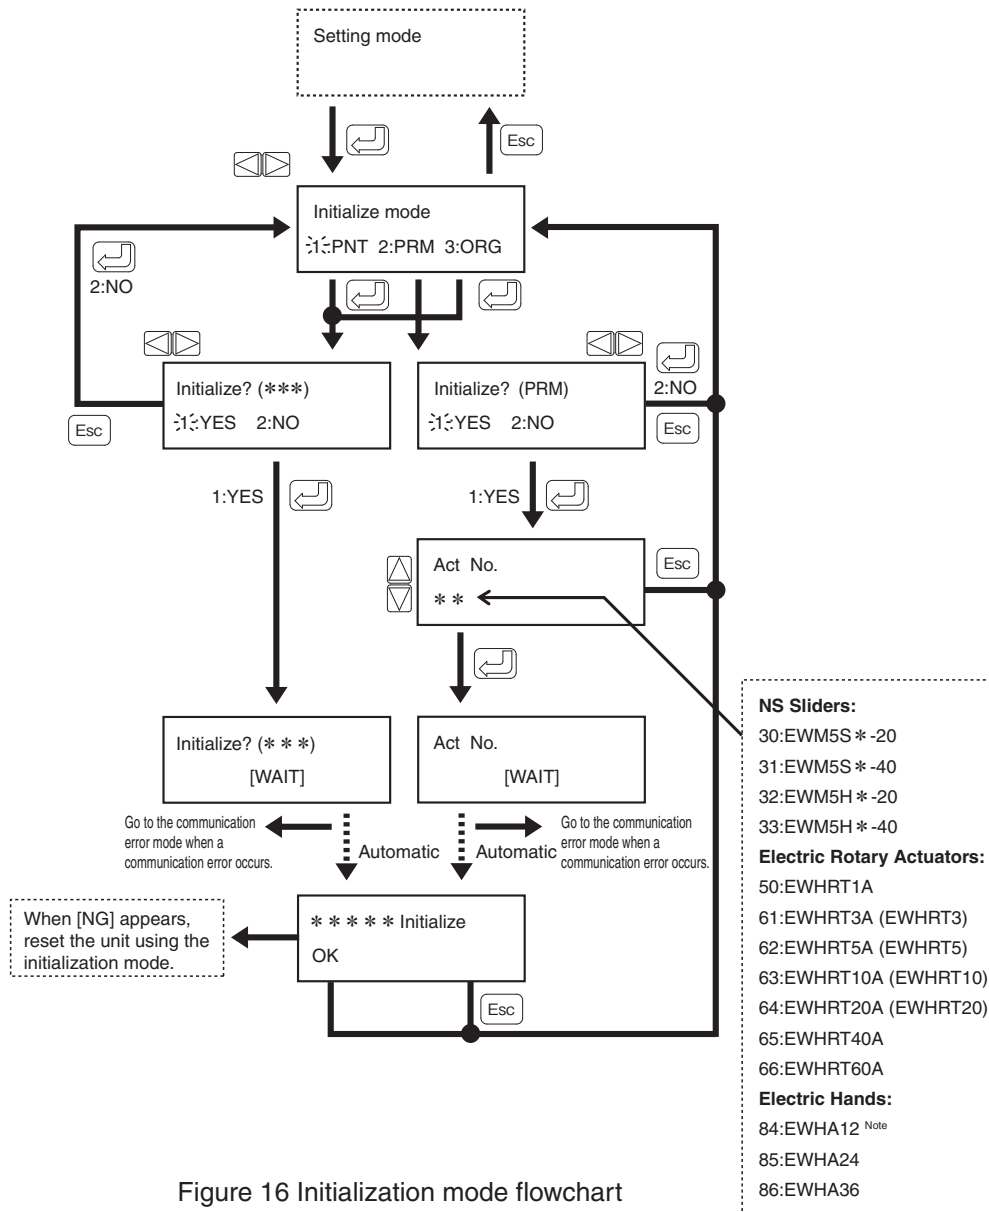 Setting mode
Esc
Initialize mode
1:PNT 2:PRM 3:ORG
2:NO
Initialize? (***)
1:YES 2:NO
Esc
Initialize? (PRM)
1:YES 2:NO
2:NO
Esc
1:YES
1:YES
Act No.
**
Esc
Initialize? (* * *)
[WAIT]
Act No.
[WAIT]
Go to the communication
error mode when a
communication error occurs.
Automatic
Automatic
Go to the communication
error mode when a
communication error occurs.
When [NG] appears,
reset the unit using the
initialization mode.
* * * * * Initialize
OK
Esc
NS Sliders:
30:EWM5S*-20
31:EWM5S*-40
32:EWM5H*-20
33:EWM5H*-40
Electric Rotary Actuators:
50:EWHRT1A
61:EWHRT3A (EWHRT3)
62:EWHRT5A (EWHRT5)
63:EWHRT10A (EWHRT10)
64:EWHRT20A (EWHRT20)
65:EWHRT40A
66:EWHRT60A
Electric Hands:
84:EWHA12 Note
85:EWHA24
86:EWHA36
Figure 16 Initialization mode flowchart